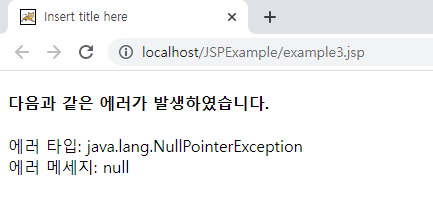 Insert title here
localhost/JSPExample/example3.jsp
다음과 같은 에러가 발생하였습니다.
에러 타입: java.lang.NullPointerException
에러 메세지: null